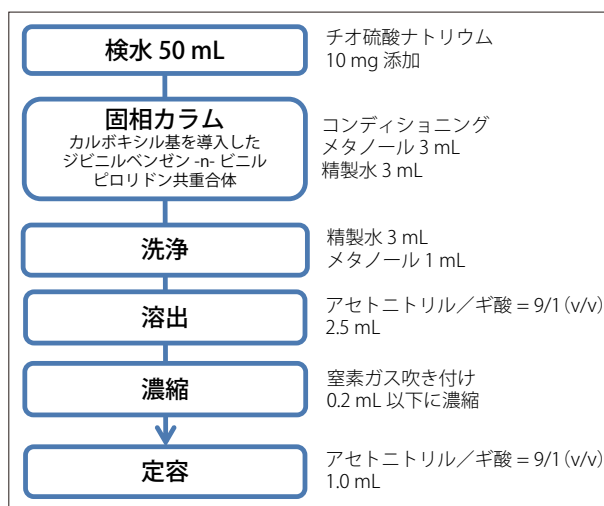 検水 50 mL
チオ硫酸ナトリウム
10 mg 添加
固相カラム
カルボキシル基を導入した
ジビニルベンゼン -n- ビニル
ピロリドン共重合体
コンディショニング
メタノール 3 mL
精製水 3 mL
洗浄
精製水 3 mL
メタノール 1 mL
溶出
アセトニトリル／ギ酸 = 9/1 (v/v)
2.5 mL
濃縮
窒素ガス吹き付け
0.2 mL 以下に濃縮
定容
アセトニトリル／ギ酸 = 9/1 (v/v)
1.0 mL